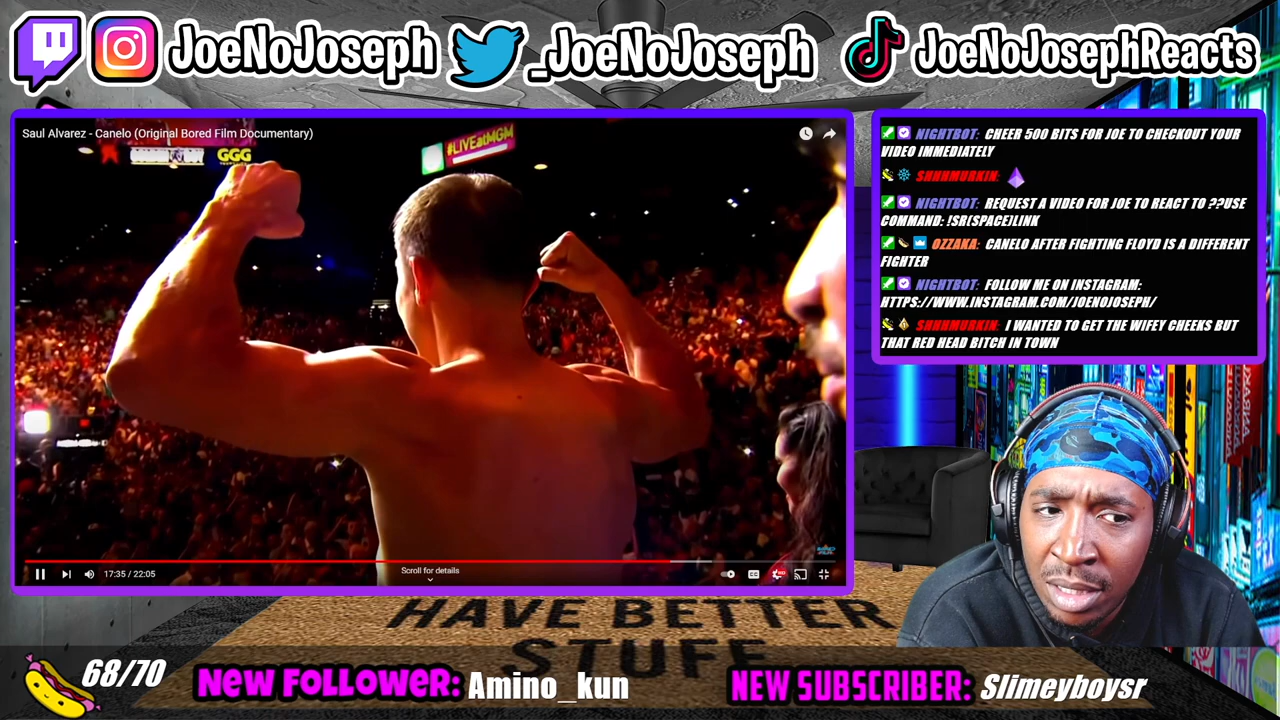 JoeNoJoseph
_JoeNoJoseph
JoeNoJosephReacts
Saul Alvarez - Canelo (Original Bored Film Documentary)
GGG
#LIVEatMGM
NIGHTBOT: CHEER 500 BITS FOR JOE TO CHECKOUT YOUR
VIDEO IMMEDIATELY
SHHHMURKIN:
NIGHTBOT: REQUEST A VIDEO FOR JOE TO REACT TO ??USE
COMMAND: !SR(SPACE)LINK
OZZAKA: CANELO AFTER FIGHTING FLOYD IS A DIFFERENT
FIGHTER
NIGHTBOT: FOLLOW ME ON INSTAGRAM:
HTTPS://WWW.INSTAGRAM.COM/JOENOJOSEPH/
SHHHMURKIN: I WANTED TO GET THE WIFEY CHEEKS BUT
THAT RED HEAD BITCH IN TOWN
17:35 / 22:05
Scroll for details
CC
HD
HAVE BETTER
STUFF
68/70
New Follower: Amino_kun
NEW SUBSCRIBER: Slimeyboysr